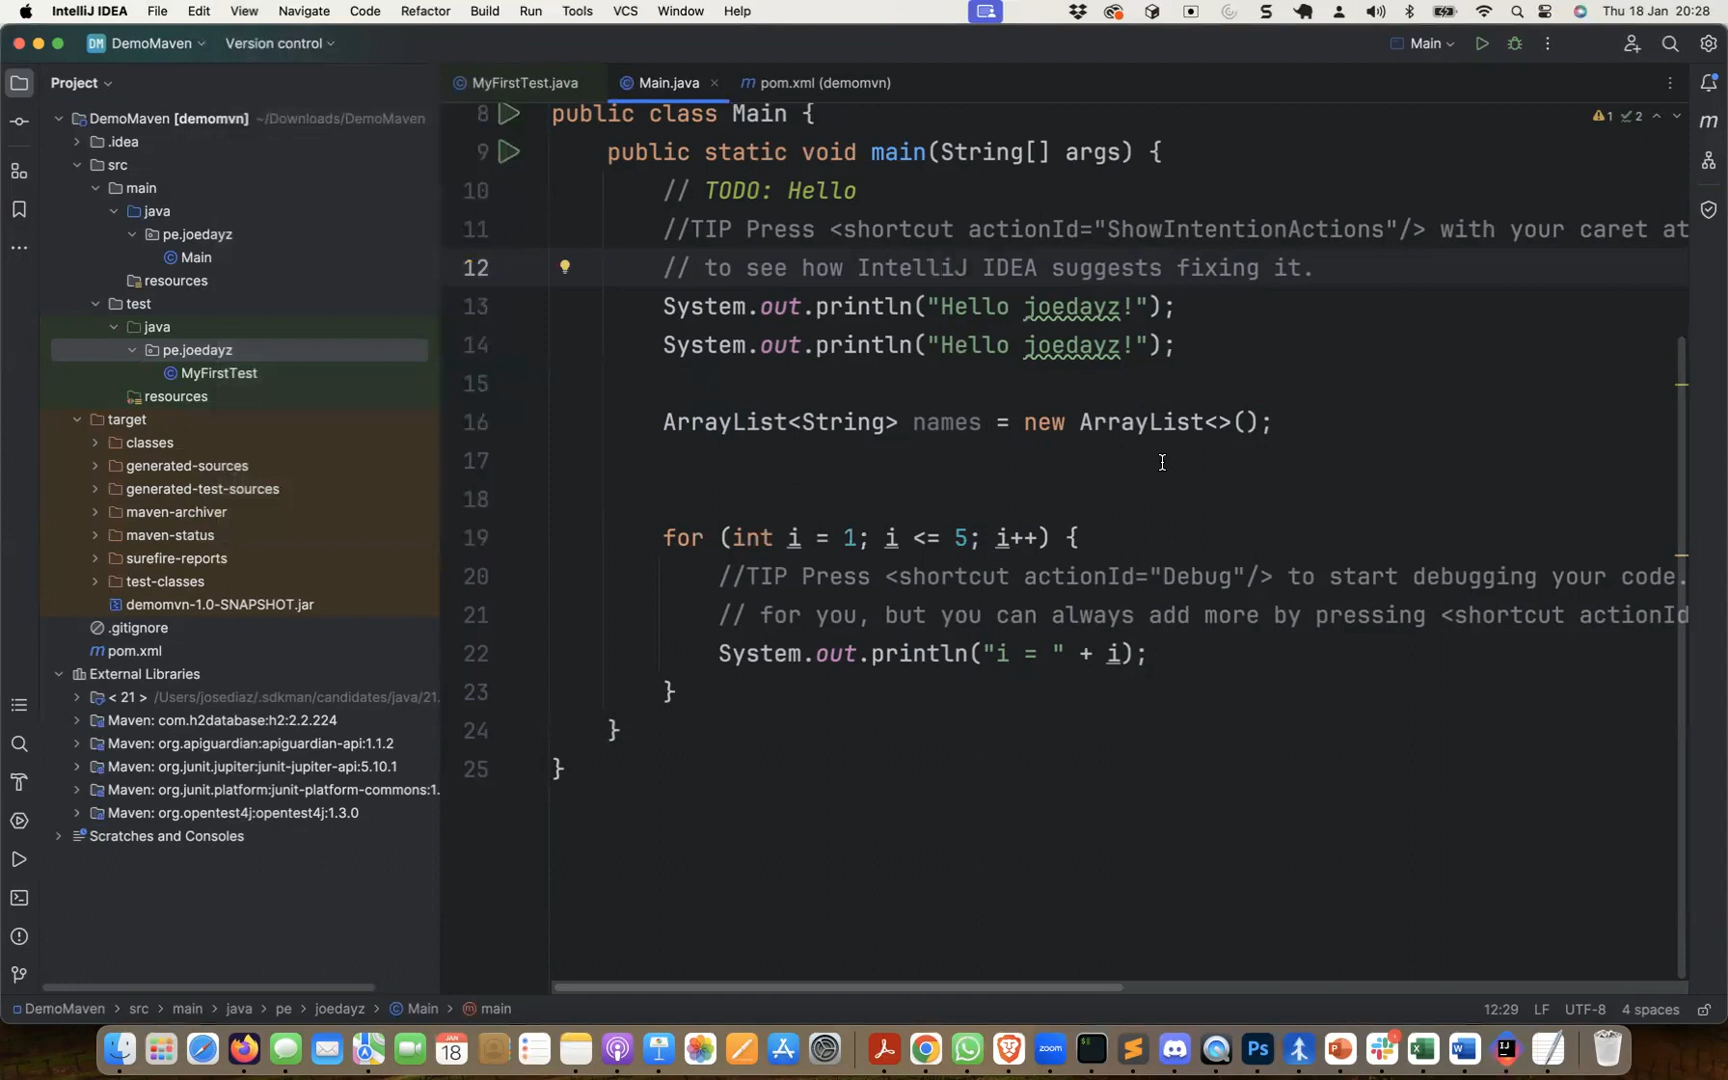 IntelliJ IDEA File Edit View Navigate Code Refactor Build Run Tools VCS Window Help Thu 18 Jan 20:28
DM DemoMaven Version control Main
Project
MyFirstTest.java Main.java pom.xml (demomvn)
DemoMaven [demomvn] ~/Downloads/DemoMaven
.idea
src
main
java
pe.joedayz
Main
resources
test
java
pe.joedayz
MyFirstTest
resources
target
classes
generated-sources
generated-test-sources
maven-archiver
maven-status
surefire-reports
test-classes
demomvn-1.0-SNAPSHOT.jar
.gitignore
pom.xml
External Libraries
< 21 > /Users/josediaz/.sdkman/candidates/java/21.
Maven: com.h2database:h2:2.2.224
Maven: org.apiguardian:apiguardian-api:1.1.2
Maven: org.junit.jupiter:junit-jupiter-api:5.10.1
Maven: org.junit.platform:junit-platform-commons:1.
Maven: org.opentest4j:opentest4j:1.3.0
Scratches and Consoles
1 2
8 public class Main {
9 public static void main(String[] args) {
10 // TODO: Hello
11 //TIP Press <shortcut actionId="ShowIntentionActions"/> with your caret at
12 // to see how IntelliJ IDEA suggests fixing it.
13 System.out.println("Hello joedayz!");
14 System.out.println("Hello joedayz!");
15
16 ArrayList<String> names = new ArrayList<>();
17
18
19 for (int i = 1; i <= 5; i++) {
20 //TIP Press <shortcut actionId="Debug"/> to start debugging your code.
21 // for you, but you can always add more by pressing <shortcut actionId
22 System.out.println("i = " + i);
23 }
24 }
25 }
DemoMaven > src > main > java > pe > joedayz > Main > main 12:29 LF UTF-8 4 spaces
JAN
18
zoom
Ps